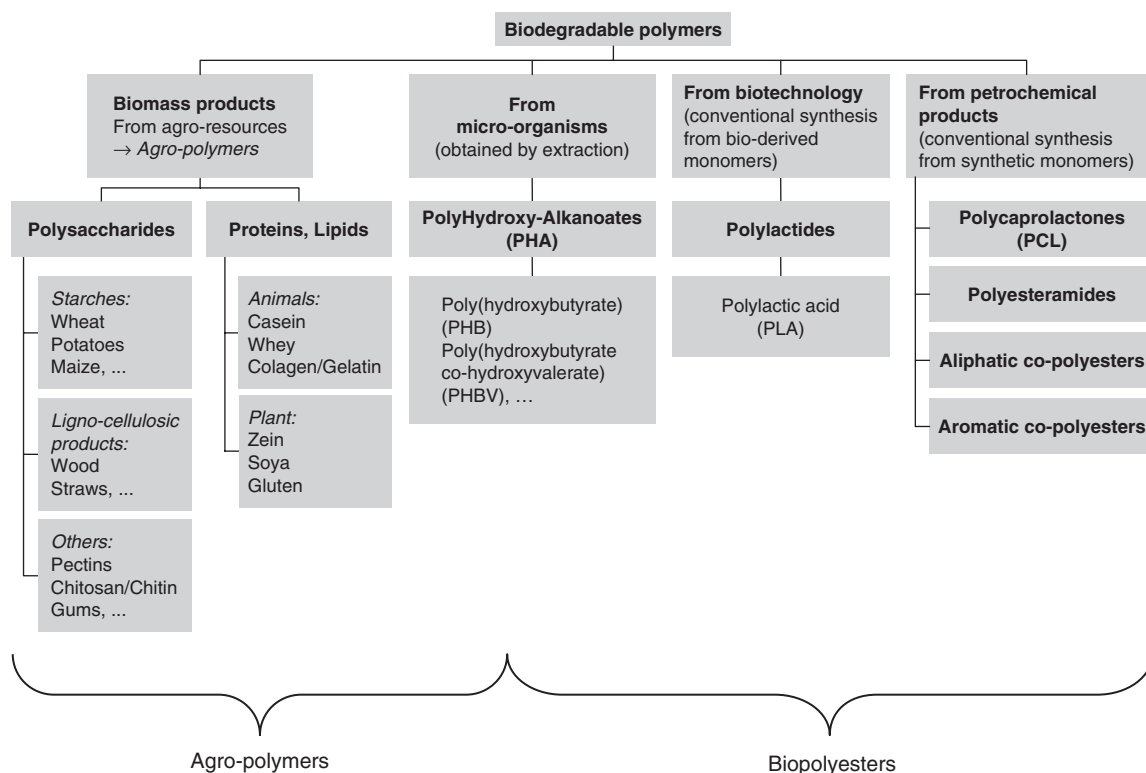 Biodegradable polymers
Biomass products
From agro-resources
→ Agro-polymers
From
micro-organisms
(obtained by extraction)
From biotechnology
(conventional synthesis
from bio-derived
monomers)
From petrochemical
products
(conventional synthesis
from synthetic monomers)
Polysaccharides
Proteins, Lipids
PolyHydroxy-Alkanoates
(PHA)
Polylactides
Polycaprolactones
(PCL)
Starches:
Wheat
Potatoes
Maize, ...
Animals:
Casein
Whey
Colagen/Gelatin
Poly(hydroxybutyrate)
(PHB)
Poly(hydroxybutyrate
co-hydroxyvalerate)
(PHBV), …
Polylactic acid
(PLA)
Polyesteramides
Aliphatic co-polyesters
Aromatic co-polyesters
Ligno-cellulosic
products:
Wood
Straws, ...
Plant:
Zein
Soya
Gluten
Others:
Pectins
Chitosan/Chitin
Gums, ...
Agro-polymers
Biopolyesters